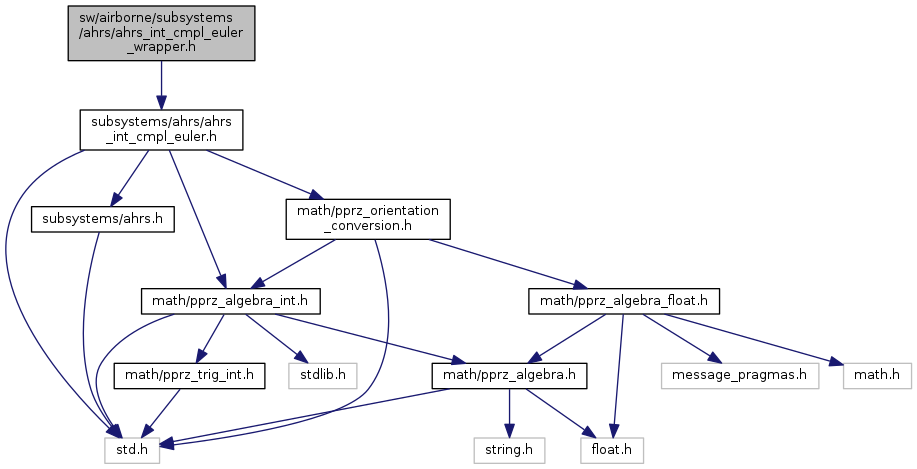 sw/airborne/subsystems
/ahrs/ahrs_int_cmpl_euler
_wrapper.h
subsystems/ahrs/ahrs
_int_cmpl_euler.h
subsystems/ahrs.h
math/pprz_orientation
_conversion.h
math/pprz_algebra_int.h
math/pprz_algebra_float.h
math/pprz_trig_int.h
stdlib.h
math/pprz_algebra.h
message_pragmas.h
math.h
std.h
string.h
float.h